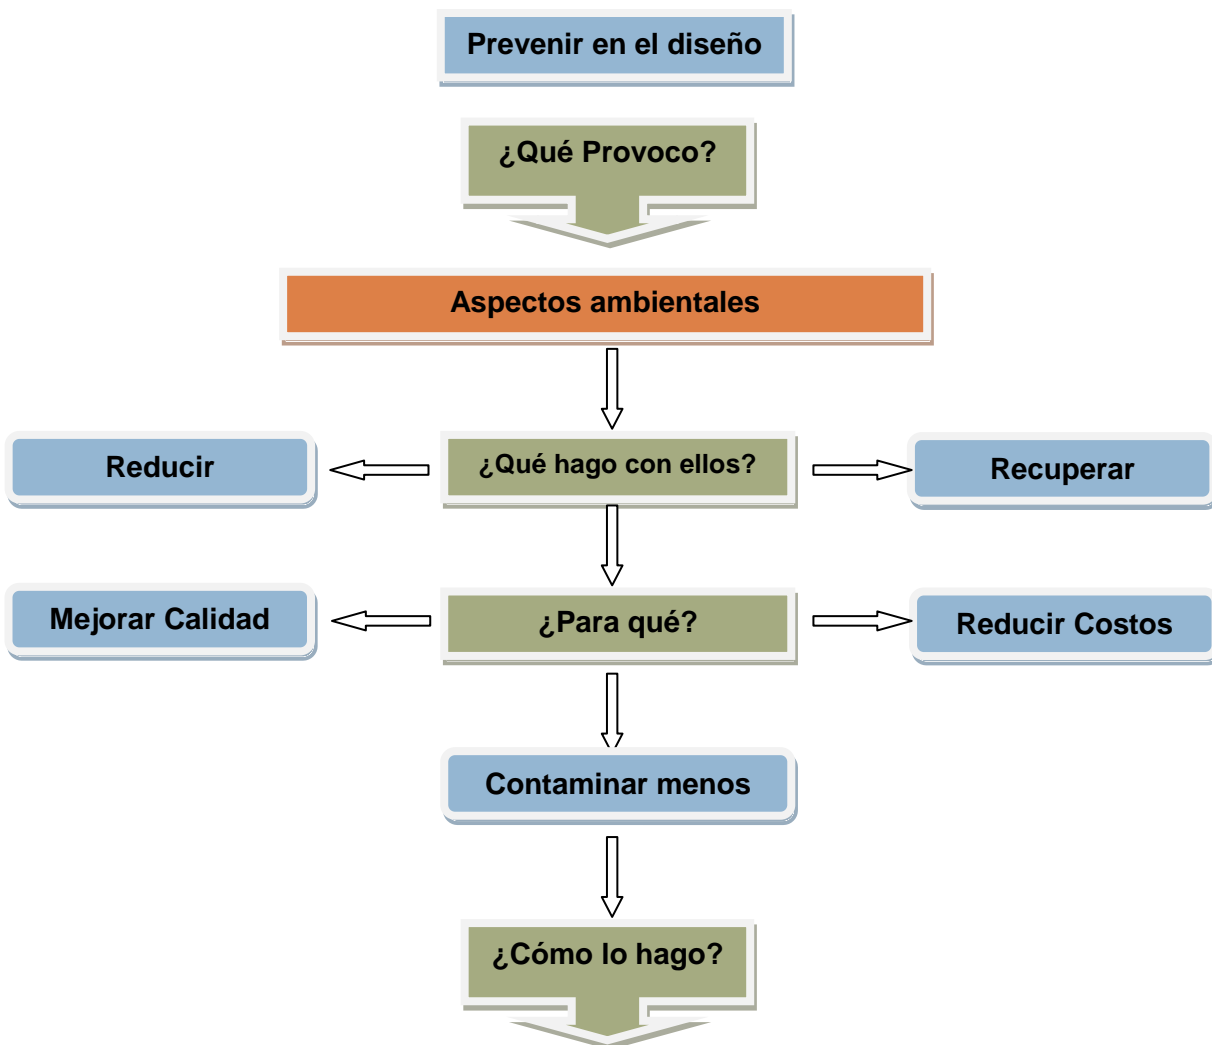 Prevenir en el diseño
¿Qué Provoco?
Aspectos ambientales
Reducir
¿Qué hago con ellos?
Recuperar
Mejorar Calidad
¿Para qué?
Reducir Costos
Contaminar menos
¿Cómo lo hago?